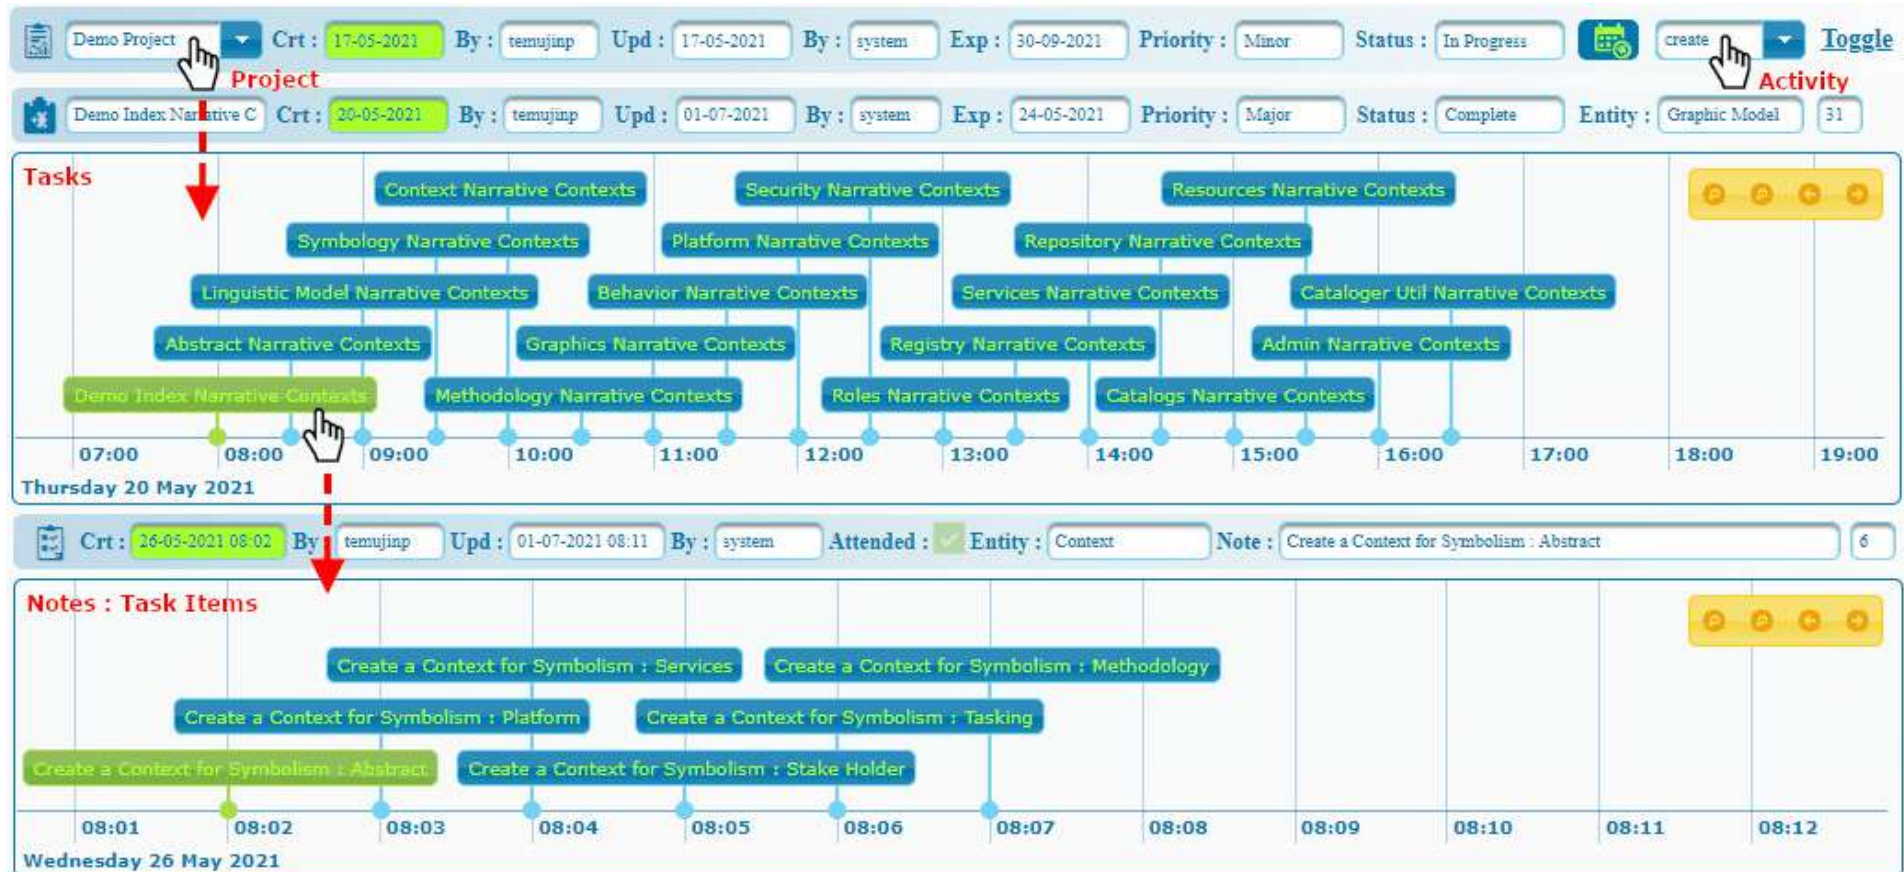 Demo Project Crt : 17-05-2021 By : temujinp Upd : 17-05-2021 By : system Exp : 30-09-2021 Priority : Minor Status : In Progress create Toggle
Project Activity
Demo Index Narrative C Crt : 20-05-2021 By : temujinp Upd : 01-07-2021 By : system Exp : 24-05-2021 Priority : Major Status : Complete Entity : Graphic Model 31
Tasks
Context Narrative Contexts Security Narrative Contexts Resources Narrative Contexts
Symbology Narrative Contexts Platform Narrative Contexts Repository Narrative Contexts
Linguistic Model Narrative Contexts Behavior Narrative Contexts Services Narrative Contexts Cataloger Util Narrative Contexts
Abstract Narrative Contexts Graphics Narrative Contexts Registry Narrative Contexts Admin Narrative Contexts
Demo Index Narrative Contexts Methodology Narrative Contexts Roles Narrative Contexts Catalogs Narrative Contexts
07:00 08:00 09:00 10:00 11:00 12:00 13:00 14:00 15:00 16:00 17:00 18:00 19:00
Thursday 20 May 2021
Crt : 26-05-2021 08:02 By : temujinp Upd : 01-07-2021 08:11 By : system Attended : Entity : Context Note : Create a Context for Symbolism : Abstract 6
Notes : Task Items
Create a Context for Symbolism : Services Create a Context for Symbolism : Methodology
Create a Context for Symbolism : Platform Create a Context for Symbolism : Tasking
Create a Context for Symbolism : Abstract Create a Context for Symbolism : Stake Holder
08:01 08:02 08:03 08:04 08:05 08:06 08:07 08:08 08:09 08:10 08:11 08:12
Wednesday 26 May 2021